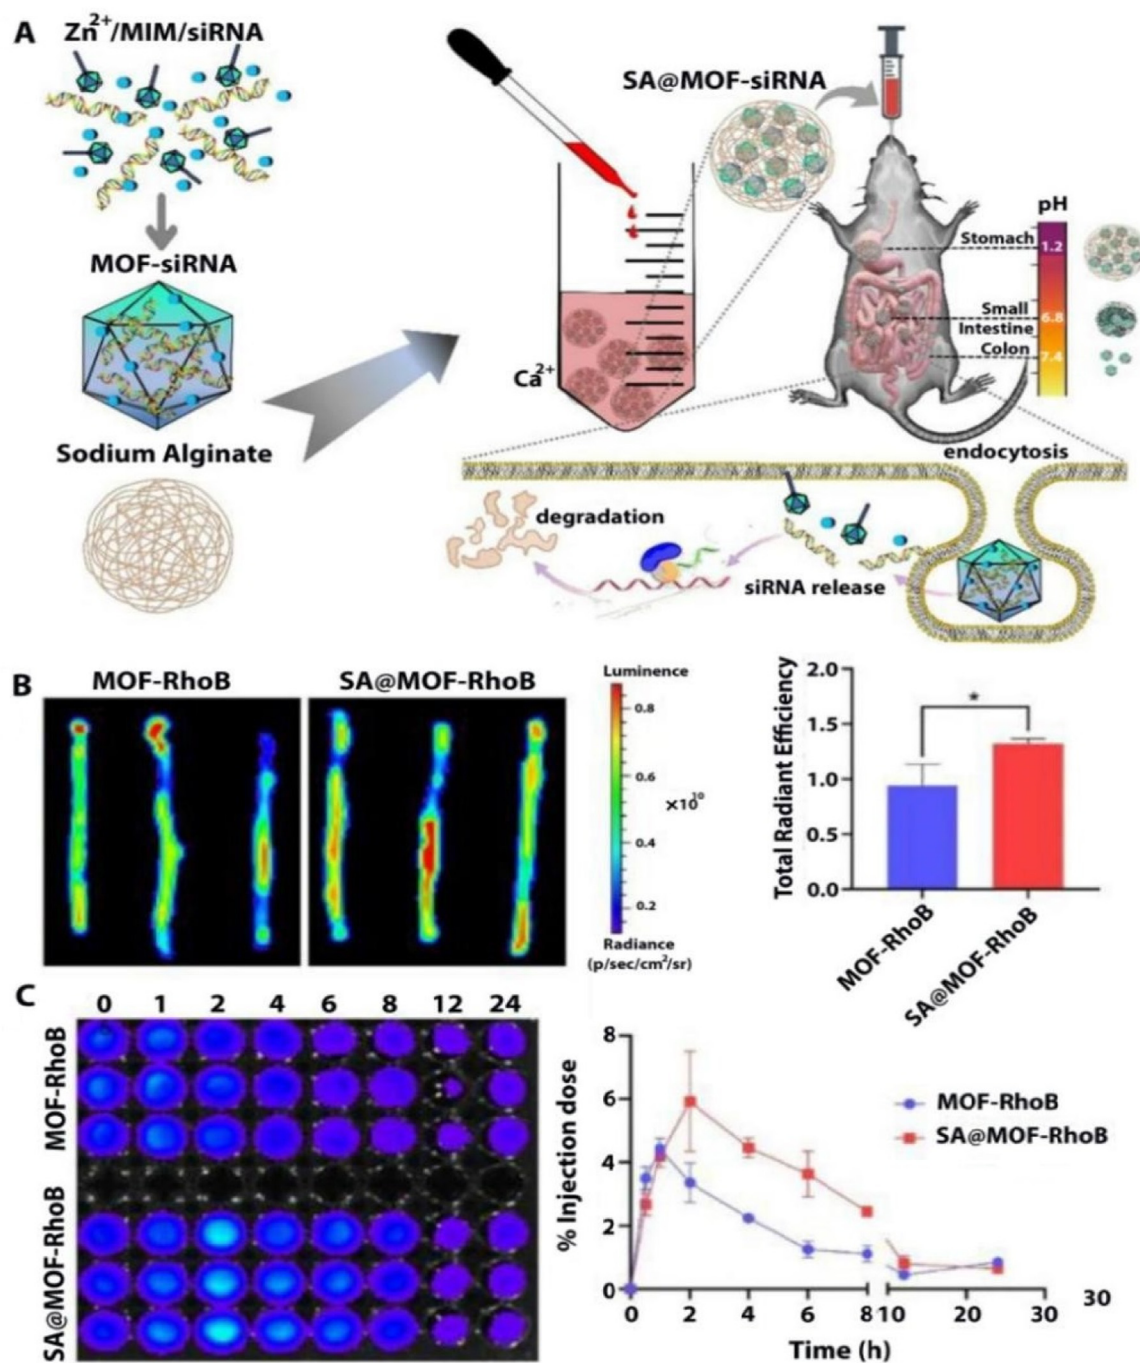 A
Zn2+/MIM/siRNA
MOF-siRNA
Sodium Alginate
SA@MOF-siRNA
Ca2+
pH
Stomach
1.2
Small
Intestine
6.8
Colon
7.4
endocytosis
degradation
siRNA release
B
MOF-RhoB
SA@MOF-RhoB
Luminence
0.8
0.6
×10^10
0.4
0.2
Radiance
(p/sec/cm2/sr)
Total Radiant Efficiency
2.0
1.5
1.0
0.5
0.0
*
MOF-RhoB
SA@MOF-RhoB
C
0 1 2 4 6 8 12 24
MOF-RhoB
SA@MOF-RhoB
% Injection dose
8
6
4
2
0
MOF-RhoB
SA@MOF-RhoB
0 2 4 6 8 10 20 30
30
Time (h)